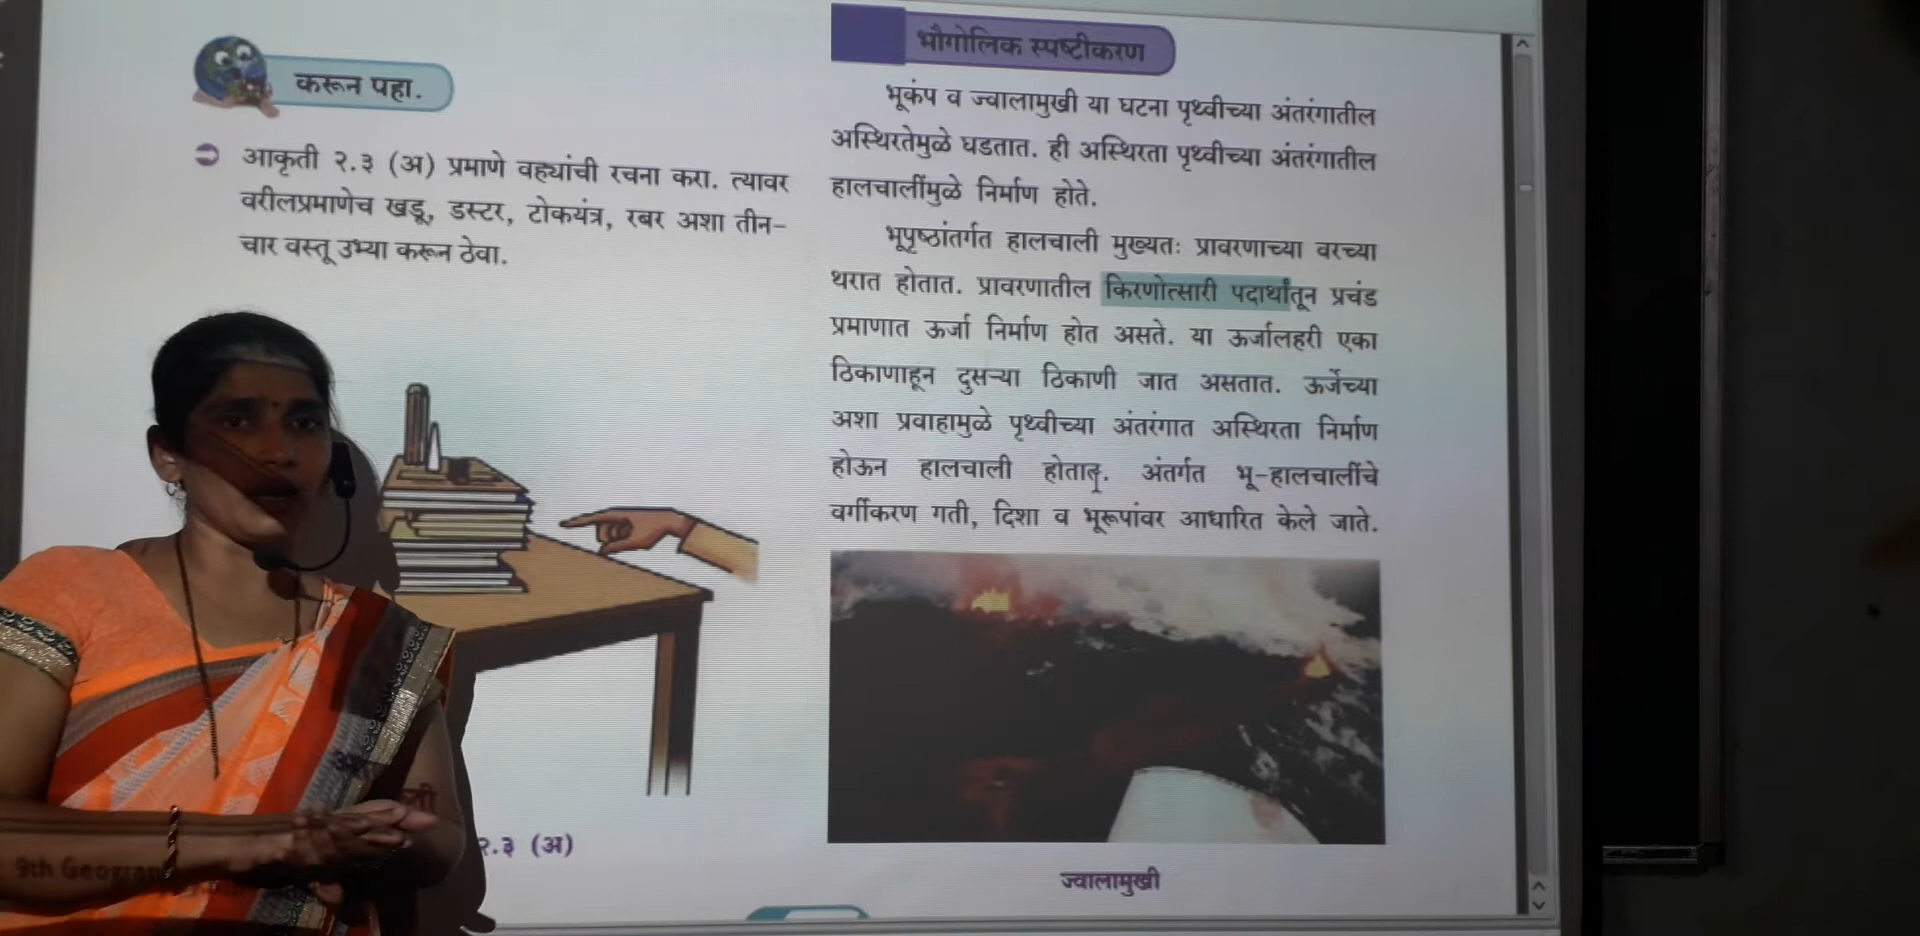 करून पहा.
आकृती २.३ (अ) प्रमाणे वह्यांची रचना करा. त्यावर
वरीलप्रमाणेच खडू, डस्टर, टोकयंत्र, रबर अशा तीन-
चार वस्तू उभ्या करून ठेवा.
२.३ (अ)
भौगोलिक स्पष्टीकरण
भूकंप व ज्वालामुखी या घटना पृथ्वीच्या अंतरंगातील
अस्थिरतेमुळे घडतात. ही अस्थिरता पृथ्वीच्या अंतरंगातील
हालचालींमुळे निर्माण होते.
भूपृष्ठांतर्गत हालचाली मुख्यतः प्रावरणाच्या वरच्या
थरात होतात. प्रावरणातील किरणोत्सारी पदार्थांतून प्रचंड
प्रमाणात ऊर्जा निर्माण होत असते. या ऊर्जालहरी एका
ठिकाणाहून दुसऱ्या ठिकाणी जात असतात. ऊर्जेच्या
अशा प्रवाहामुळे पृथ्वीच्या अंतरंगात अस्थिरता निर्माण
होऊन हालचाली होतात. अंतर्गत भू-हालचालींचे
वर्गीकरण गती, दिशा व भूरूपांवर आधारित केले जाते.
ज्वालामुखी
9th